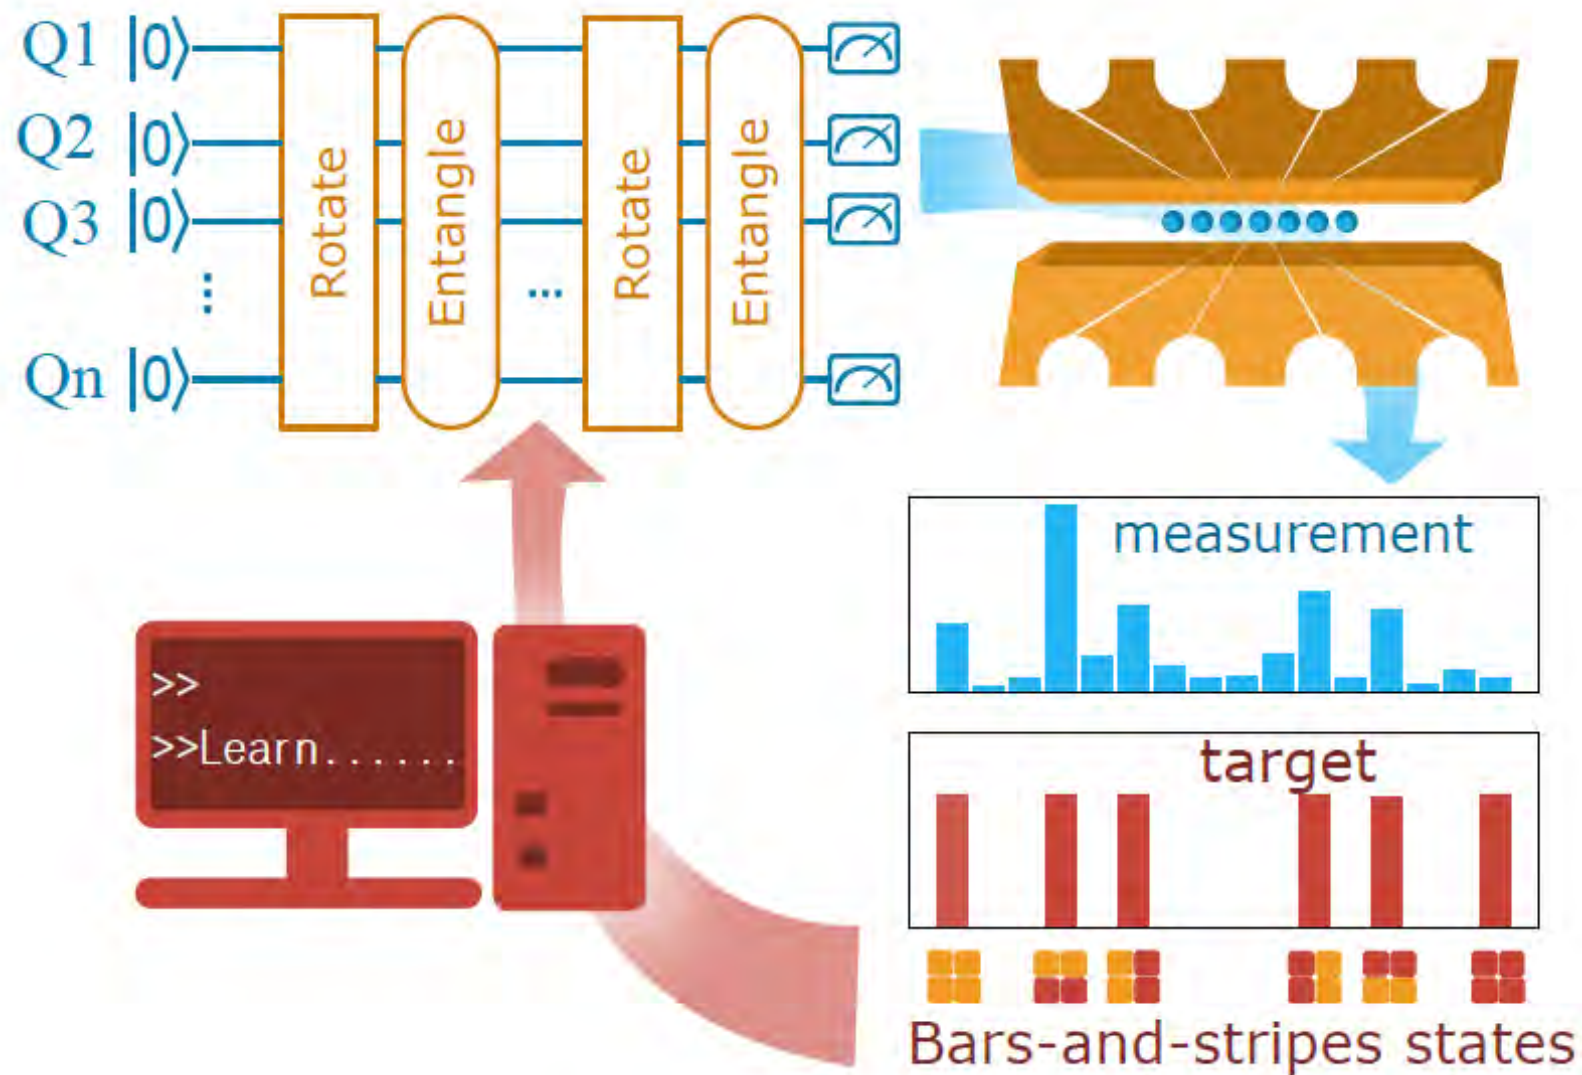 Q1 |0⟩
Q2 |0⟩
Q3 |0⟩
⋮
Qn |0⟩
Rotate
Entangle
...
Rotate
Entangle
measurement
>>
>>Learn......
target
Bars-and-stripes states